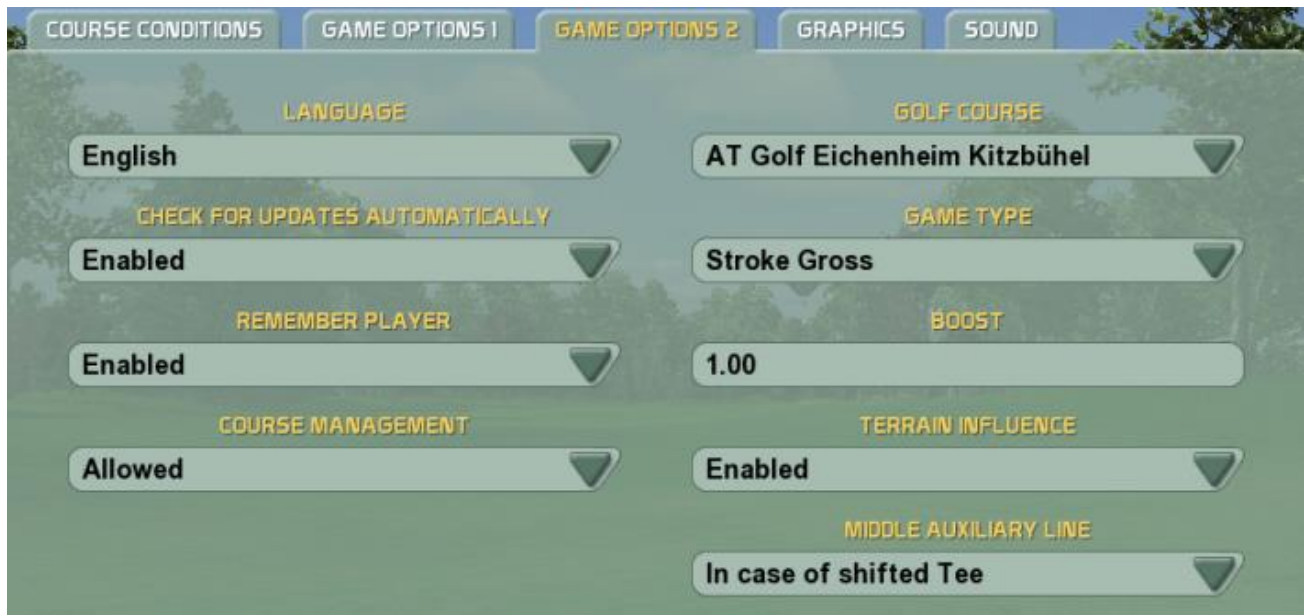 COURSE CONDITIONS
GAME OPTIONS 1
GAME OPTIONS 2
GRAPHICS
SOUND
LANGUAGE
English
CHECK FOR UPDATES AUTOMATICALLY
Enabled
REMEMBER PLAYER
Enabled
COURSE MANAGEMENT
Allowed
GOLF COURSE
AT Golf Eichenheim Kitzbühel
GAME TYPE
Stroke Gross
BOOST
1.00
TERRAIN INFLUENCE
Enabled
MIDDLE AUXILIARY LINE
In case of shifted Tee